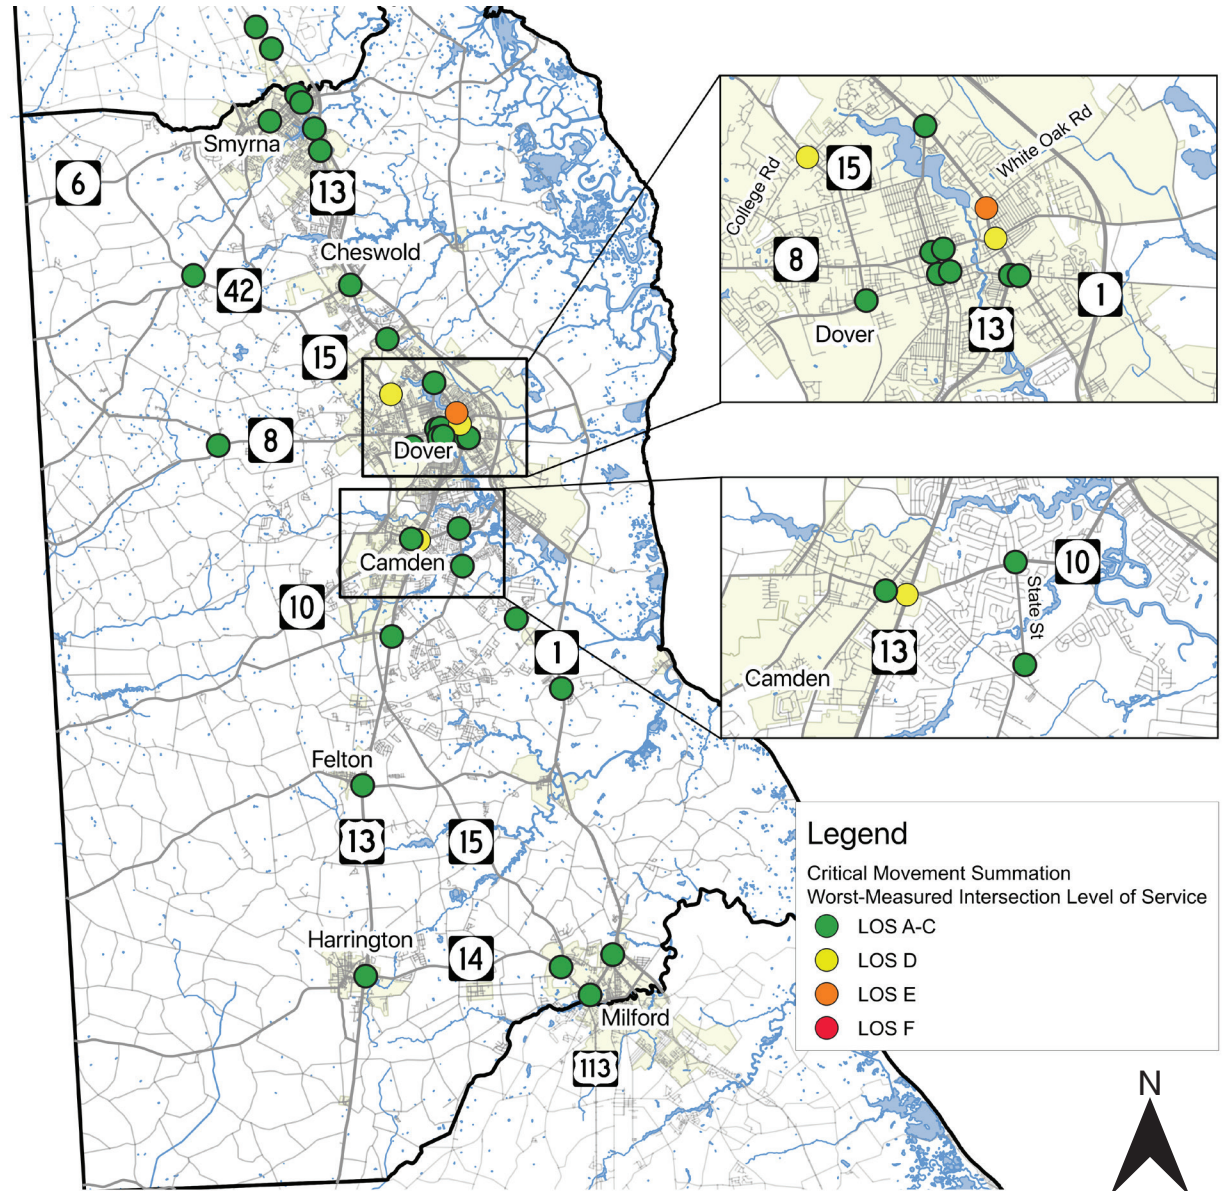 Smyrna
6
13
Cheswold
42
15
8
Dover
Camden
10
1
Felton
13
15
Harrington
14
Milford
113
White Oak Rd
College Rd
15
8
1
13
Dover
10
State St
13
Camden
Legend
Critical Movement Summation
Worst-Measured Intersection Level of Service
LOS A-C
LOS D
LOS E
LOS F
N